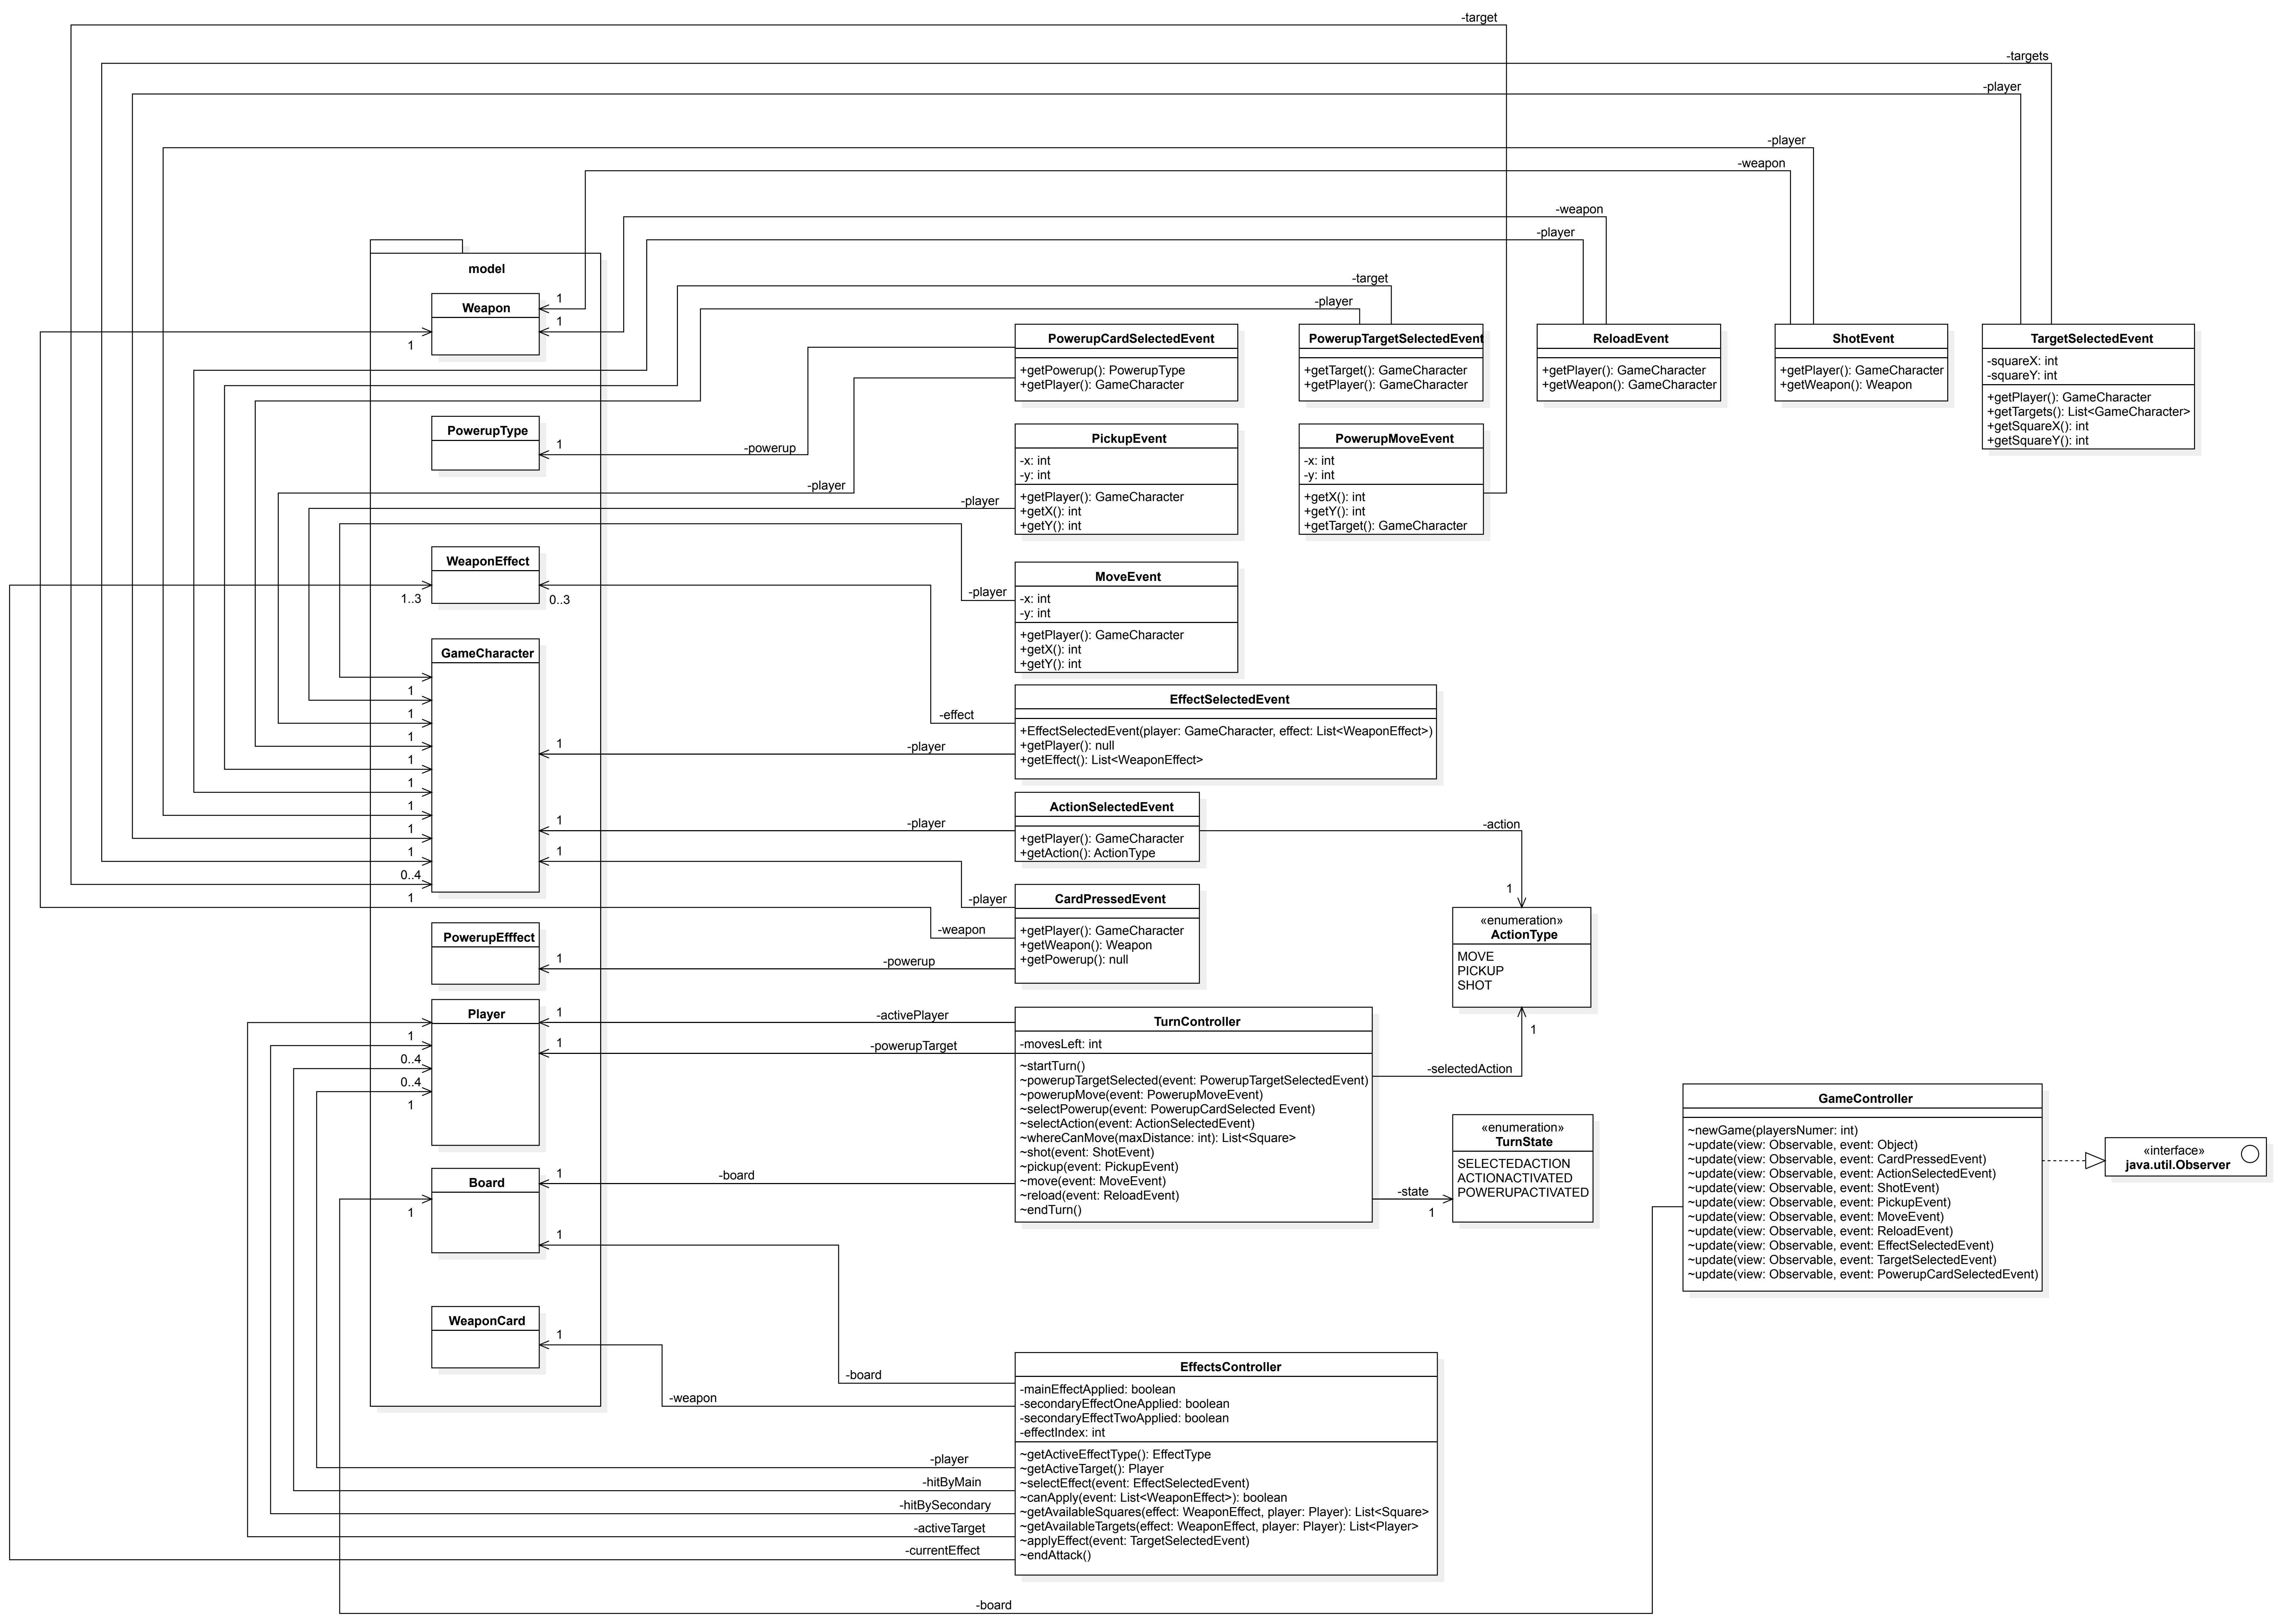 -target
-targets
-player
-player
-weapon
-weapon
-player
model
-target
-player
Weapon
1
1
1
PowerupCardSelectedEvent
+getPowerup(): PowerupType
+getPlayer(): GameCharacter
PowerupTargetSelectedEvent
+getTarget(): GameCharacter
+getPlayer(): GameCharacter
ReloadEvent
+getPlayer(): GameCharacter
+getWeapon(): GameCharacter
ShotEvent
+getPlayer(): GameCharacter
+getWeapon(): Weapon
TargetSelectedEvent
-squareX: int
-squareY: int
+getPlayer(): GameCharacter
+getTargets(): List<GameCharacter>
+getSquareX(): int
+getSquareY(): int
PowerupType
1
-powerup
-player
-player
PickupEvent
-x: int
-y: int
+getPlayer(): GameCharacter
+getX(): int
+getY(): int
PowerupMoveEvent
-x: int
-y: int
+getX(): int
+getY(): int
+getTarget(): GameCharacter
WeaponEffect
1..3
0..3
-player
MoveEvent
-x: int
-y: int
+getPlayer(): GameCharacter
+getX(): int
+getY(): int
GameCharacter
1
1
1
1
1
1
1
1
0..4
1
1
1
1
-effect
-player
EffectSelectedEvent
+EffectSelectedEvent(player: GameCharacter, effect: List<WeaponEffect>)
+getPlayer(): null
+getEffect(): List<WeaponEffect>
-player
ActionSelectedEvent
+getPlayer(): GameCharacter
+getAction(): ActionType
-action
1
-player
-weapon
-powerup
CardPressedEvent
+getPlayer(): GameCharacter
+getWeapon(): Weapon
+getPowerup(): null
«enumeration»
ActionType
MOVE
PICKUP
SHOT
1
PowerupEfffect
1
Player
1
1
1
0..4
0..4
1
-activePlayer
-powerupTarget
TurnController
-movesLeft: int
~startTurn()
~powerupTargetSelected(event: PowerupTargetSelectedEvent)
~powerupMove(event: PowerupMoveEvent)
~selectPowerup(event: PowerupCardSelected Event)
~selectAction(event: ActionSelectedEvent)
~whereCanMove(maxDistance: int): List<Square>
~shot(event: ShotEvent)
~pickup(event: PickupEvent)
~move(event: MoveEvent)
~reload(event: ReloadEvent)
~endTurn()
-selectedAction
-state
1
«enumeration»
TurnState
SELECTEDACTION
ACTIONACTIVATED
POWERUPACTIVATED
GameController
~newGame(playersNumer: int)
~update(view: Observable, event: Object)
~update(view: Observable, event: CardPressedEvent)
~update(view: Observable, event: ActionSelectedEvent)
~update(view: Observable, event: ShotEvent)
~update(view: Observable, event: PickupEvent)
~update(view: Observable, event: MoveEvent)
~update(view: Observable, event: ReloadEvent)
~update(view: Observable, event: EffectSelectedEvent)
~update(view: Observable, event: TargetSelectedEvent)
~update(view: Observable, event: PowerupCardSelectedEvent)
«interface»
java.util.Observer
Board
1
1
1
-board
WeaponCard
1
-board
-weapon
EffectsController
-mainEffectApplied: boolean
-secondaryEffectOneApplied: boolean
-secondaryEffectTwoApplied: boolean
-effectIndex: int
~getActiveEffectType(): EffectType
~getActiveTarget(): Player
~selectEffect(event: EffectSelectedEvent)
~canApply(event: List<WeaponEffect>): boolean
~getAvailableSquares(effect: WeaponEffect, player: Player): List<Square>
~getAvailableTargets(effect: WeaponEffect, player: Player): List<Player>
~applyEffect(event: TargetSelectedEvent)
~endAttack()
-player
-hitByMain
-hitBySecondary
-activeTarget
-currentEffect
-board